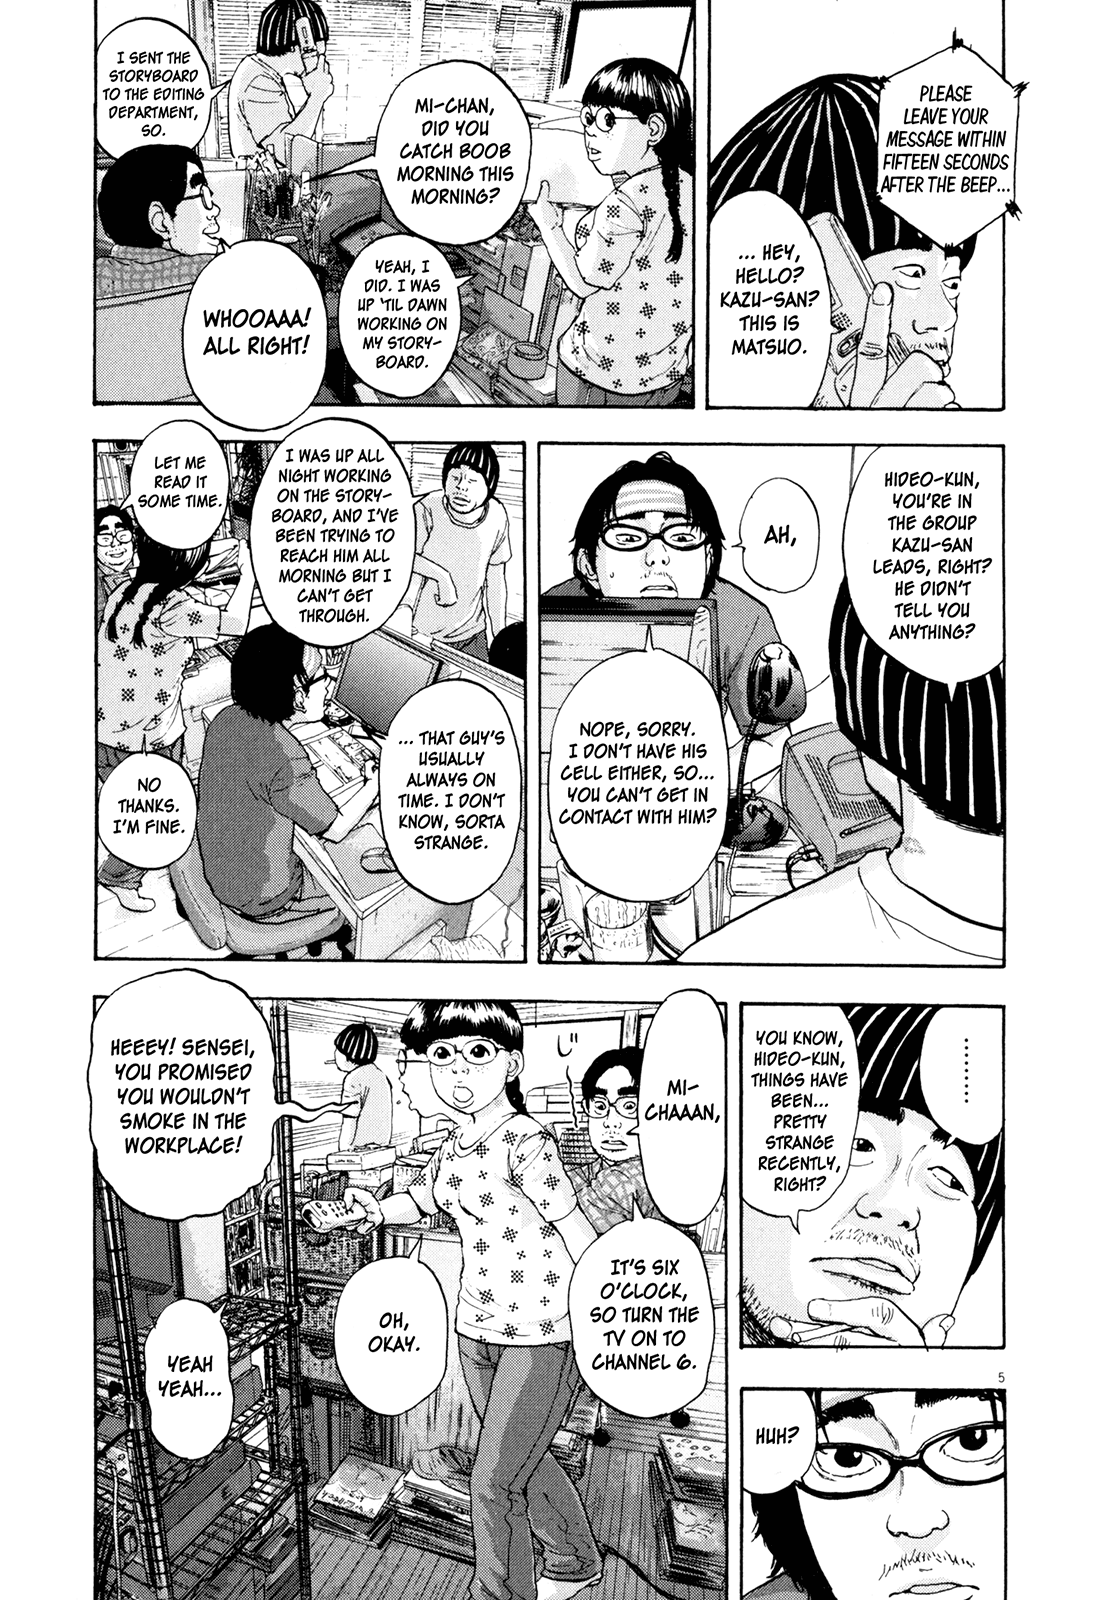 PLEASE
LEAVE YOUR
MESSAGE WITHIN
FIFTEEN SECONDS
AFTER THE BEEP...
... HEY,
HELLO?
KAZU-SAN?
THIS IS
MATSUO.
I SENT THE
STORYBOARD
TO THE EDITING
DEPARTMENT,
SO.
MI-CHAN,
DID YOU
CATCH BOOB
MORNING THIS
MORNING?
YEAH, I
DID. I WAS
UP 'TIL DAWN
WORKING ON
MY STORY-
BOARD.
WHOOAAA!
ALL RIGHT!
HIDEO-KUN,
YOU'RE IN
THE GROUP
KAZU-SAN
LEADS, RIGHT?
HE DIDN'T
TELL YOU
ANYTHING?
AH,
NOPE, SORRY.
I DON'T HAVE HIS
CELL EITHER, SO...
YOU CAN'T GET IN
CONTACT WITH HIM?
I WAS UP ALL
NIGHT WORKING
ON THE STORY-
BOARD, AND I'VE
BEEN TRYING TO
REACH HIM ALL
MORNING BUT I
CAN'T GET
THROUGH.
LET ME
READ IT
SOME TIME.
... THAT GUY'S
USUALLY
ALWAYS ON
TIME. I DON'T
KNOW, SORTA
STRANGE.
NO
THANKS.
I'M FINE.
.........
YOU KNOW,
HIDEO-KUN,
THINGS HAVE
BEEN...
PRETTY
STRANGE
RECENTLY,
RIGHT?
5
HUH?
MI-
CHAAAN,
じ
IT'S SIX
O'CLOCK,
SO TURN THE
TV ON TO
CHANNEL 6.
HEEEY! SENSEI,
YOU PROMISED
YOU WOULDN'T
SMOKE IN THE
WORKPLACE!
OH,
OKAY.
YEAH
YEAH...